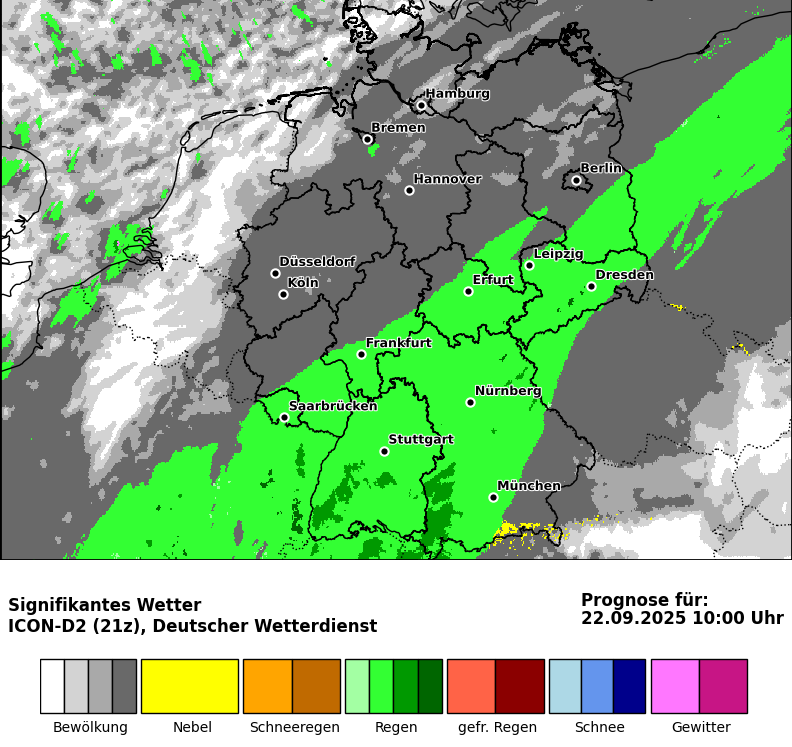 Hamburg
Bremen
Hannover
Berlin
Düsseldorf
Köln
Leipzig
Erfurt
Dresden
Frankfurt
Saarbrücken
Nürnberg
Stuttgart
München
Signifikantes Wetter
ICON-D2 (21z), Deutscher Wetterdienst
Prognose für:
22.09.2025 10:00 Uhr
Bewölkung
Nebel
Schneeregen
Regen
gefr. Regen
Schnee
Gewitter